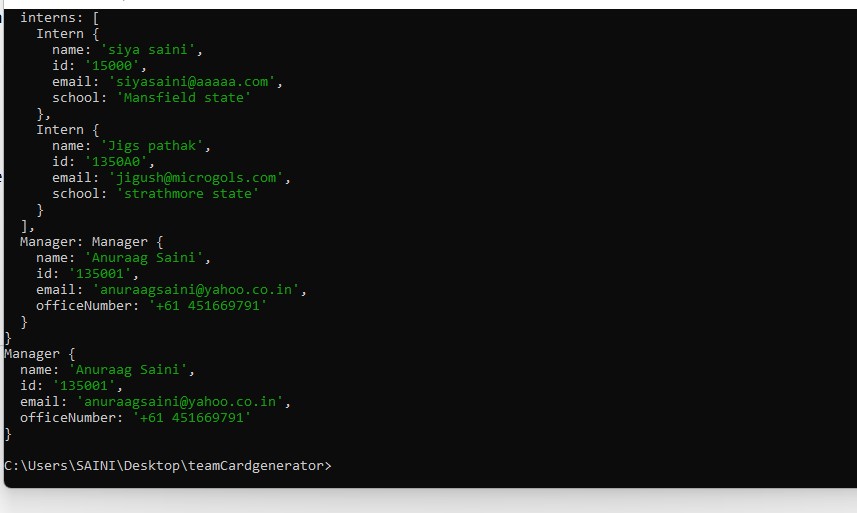 interns: [
Intern {
name: 'siya saini',
id: '15000',
email: 'siyasaini@aaaaa.com',
school: 'Mansfield state'
},
Intern {
name: 'Jigs pathak',
id: '1350A0',
email: 'jigush@microgols.com',
school: 'strathmore state'
}
],
Manager: Manager {
name: 'Anuraag Saini',
id: '135001',
email: 'anuraagsaini@yahoo.co.in',
officeNumber: '+61 451669791'
}
}
Manager {
name: 'Anuraag Saini',
id: '135001',
email: 'anuraagsaini@yahoo.co.in',
officeNumber: '+61 451669791'
}
C:\Users\SAINI\Desktop\teamCardgenerator>